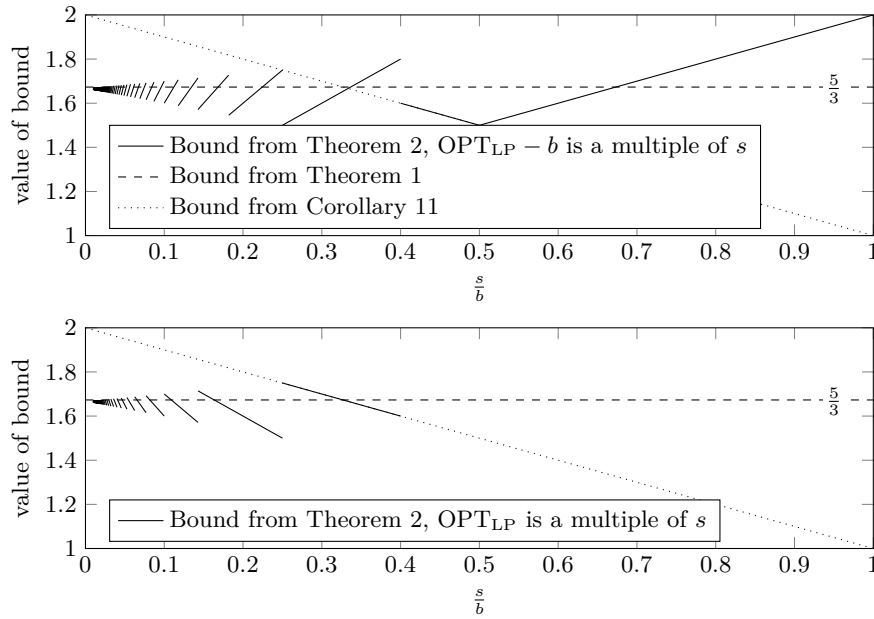 2
1.8
1.6
1.4
1.2
1
value of bound
5/3
Bound from Theorem 2, OPT_LP − b is a multiple of s
Bound from Theorem 1
Bound from Corollary 11
0 0.1 0.2 0.3 0.4 0.5 0.6 0.7 0.8 0.9 1
s/b
2
1.8
1.6
1.4
1.2
1
value of bound
5/3
Bound from Theorem 2, OPT_LP is a multiple of s
0 0.1 0.2 0.3 0.4 0.5 0.6 0.7 0.8 0.9 1
s/b